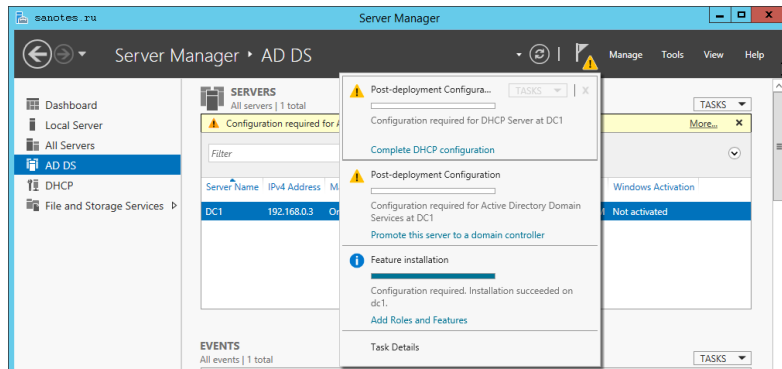 sanotes.ru
Server Manager
Server Manager • AD DS
Manage Tools View Help
Dashboard
Local Server
All Servers
AD DS
DHCP
File and Storage Services
SERVERS
All servers | 1 total
TASKS
Configuration required for
More...
Filter
Server Name IPv4 Address
Windows Activation
DC1 192.168.0.3
Not activated
Post-deployment Configura...
TASKS
Configuration required for DHCP Server at DC1
Complete DHCP configuration
Post-deployment Configuration
Configuration required for Active Directory Domain
Services at DC1
Promote this server to a domain controller
Feature installation
Configuration required. Installation succeeded on
dc1.
Add Roles and Features
Task Details
EVENTS
All events | 1 total
TASKS